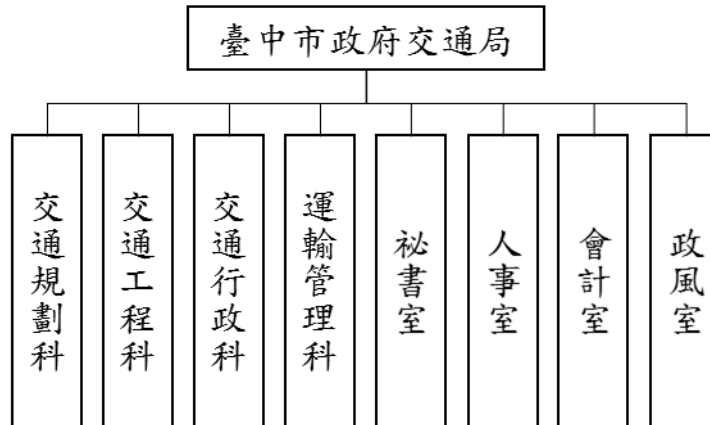 臺中市政府交通局
交通規劃科
交通工程科
交通行政科
運輸管理科
祕書室
人事室
會計室
政風室